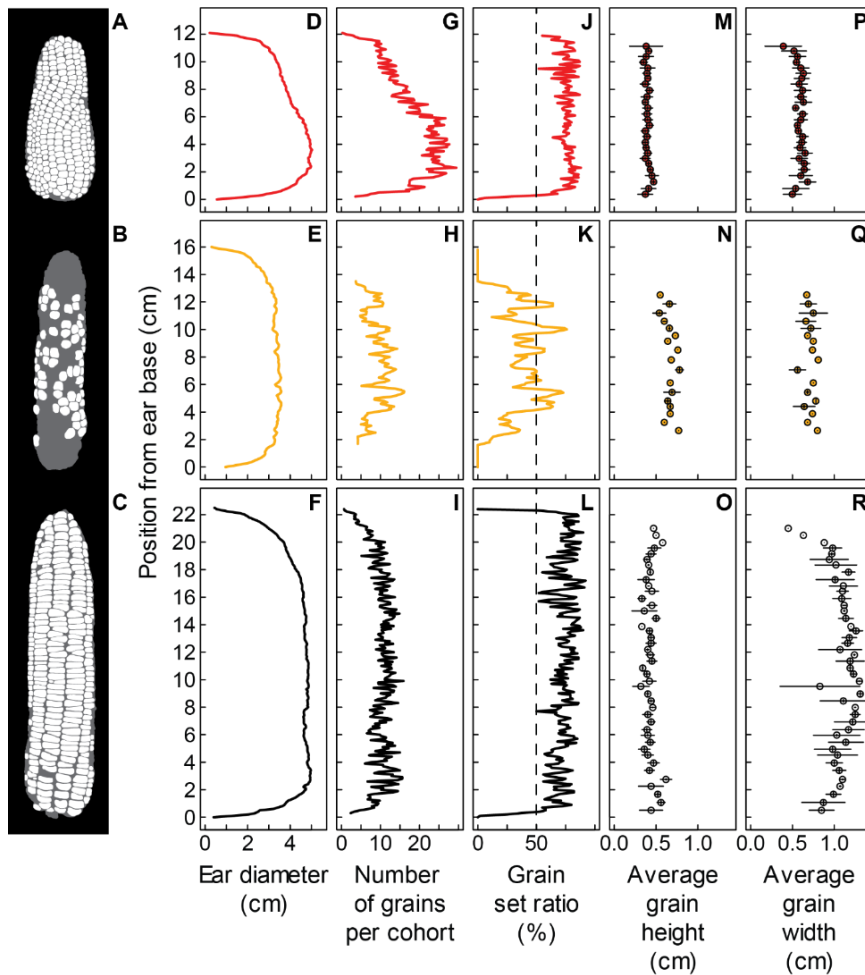 A
D
G
J
M
P
12
10
8
6
4
2
0
B
E
H
K
N
Q
16
14
12
10
8
6
4
2
0
C
F
I
L
O
R
22
20
18
16
14
12
10
8
6
4
2
0
Position from ear base (cm)
0 2 4
0 10 20
0 50
0.0 0.5 1.0
0.0 0.5 1.0
Ear diameter
(cm)
Number
of grains
per cohort
Grain
set ratio
(%)
Average
grain
height
(cm)
Average
grain
width
(cm)